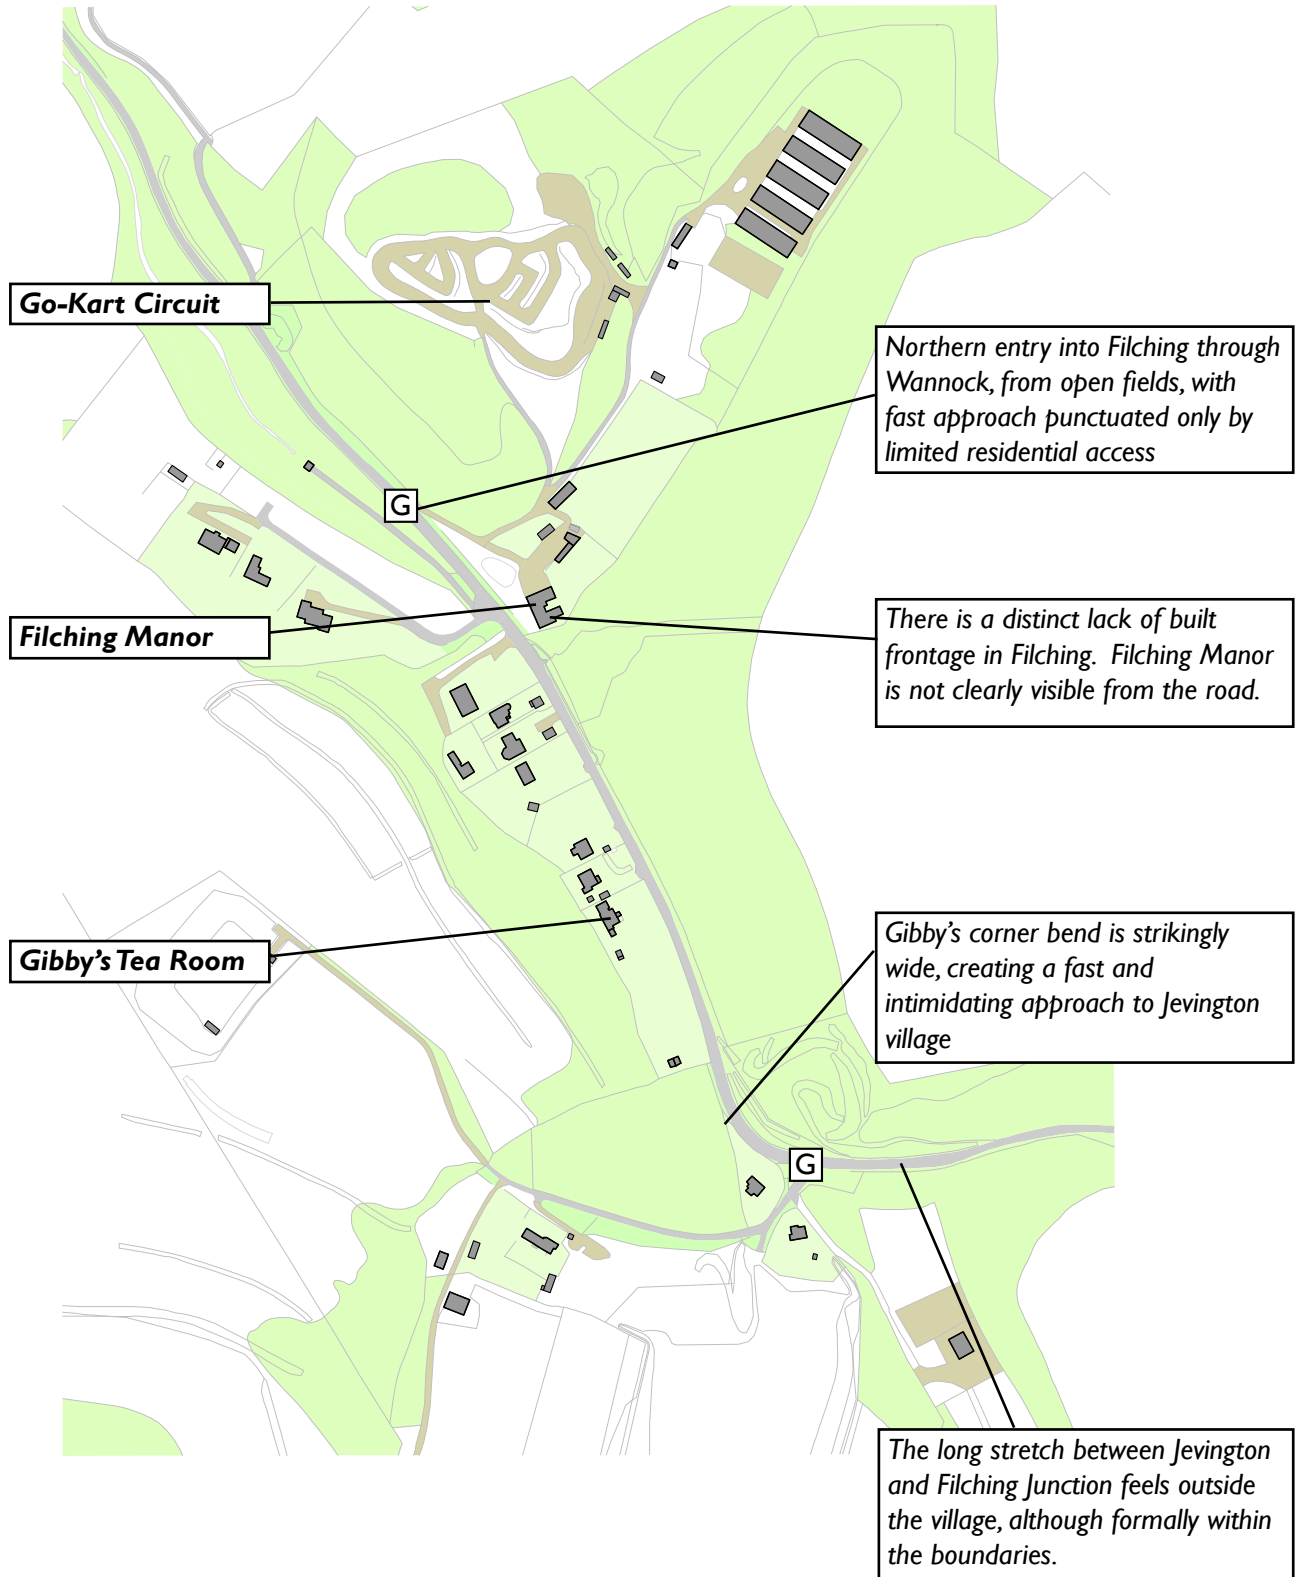 Go-Kart Circuit
Northern entry into Filching through
Wannock, from open fields, with
fast approach punctuated only by
limited residential access
G
Filching Manor
There is a distinct lack of built
frontage in Filching.  Filching Manor
is not clearly visible from the road.
Gibby's Tea Room
Gibby's corner bend is strikingly
wide, creating a fast and
intimidating approach to Jevington
village
G
The long stretch between Jevington
and Filching Junction feels outside
the village, although formally within
the boundaries.